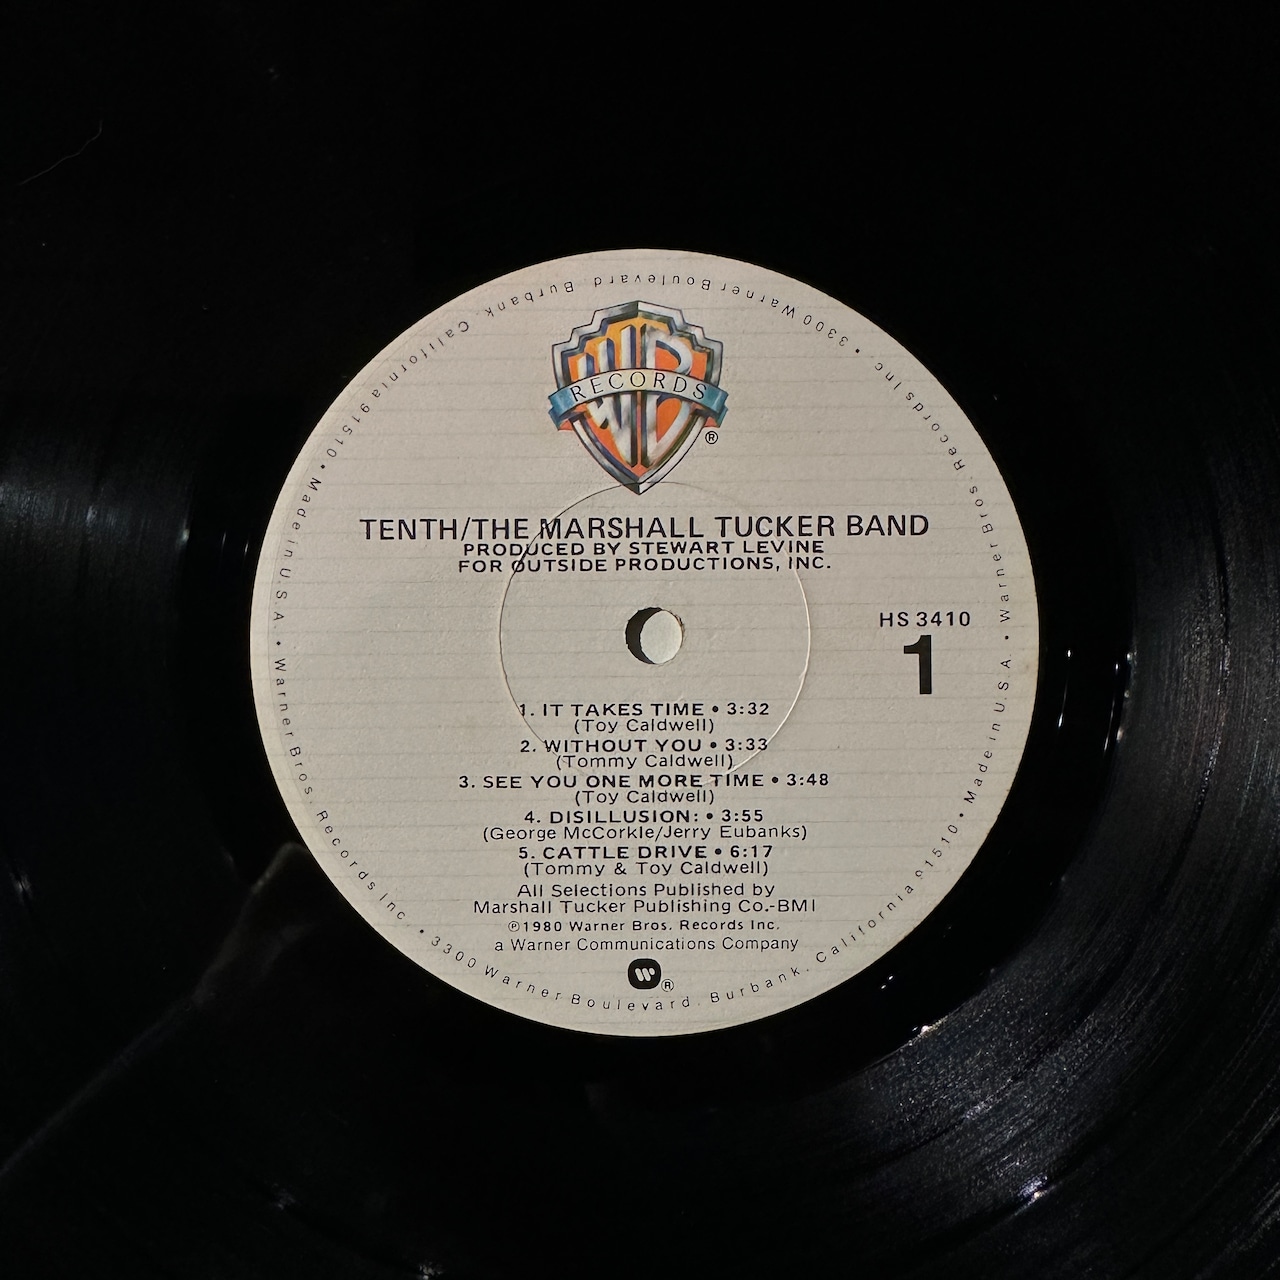 WB
RECORDS
®
TENTH/THE MARSHALL TUCKER BAND
PRODUCED BY STEWART LEVINE
FOR OUTSIDE PRODUCTIONS, INC.
HS 3410
1
1. IT TAKES TIME • 3:32
(Toy Caldwell)
2. WITHOUT YOU • 3:33
(Tommy Caldwell)
3. SEE YOU ONE MORE TIME • 3:48
(Toy Caldwell)
4. DISILLUSION: • 3:55
(George McCorkle/Jerry Eubanks)
5. CATTLE DRIVE • 6:17
(Tommy & Toy Caldwell)
All Selections Published by
Marshall Tucker Publishing Co.-BMI
℗1980 Warner Bros. Records Inc.
a Warner Communications Company
®
Warner Bros. Records Inc. • 3300 Warner Boulevard. Burbank. California 91510 • Made in U.S.A. • Warner Bros. Records Inc. • 3300 Warner Boulevard. Burbank. California 91510 • Made in U.S.A. •